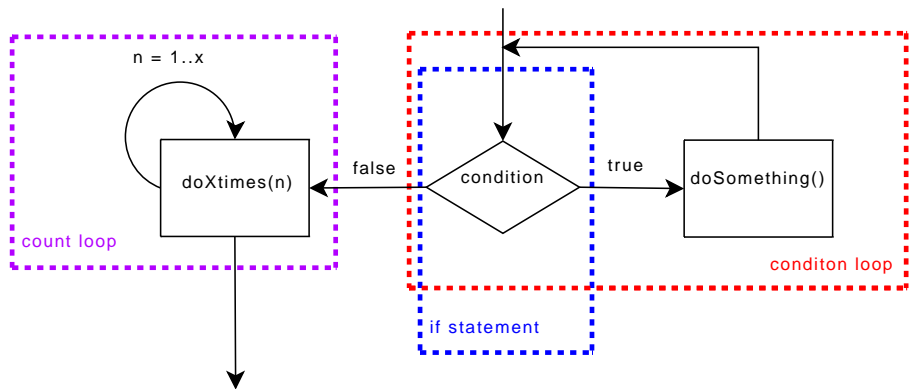 n = 1..x
doXtimes(n)
count loop
false
condition
true
doSomething()
if statement
conditon loop